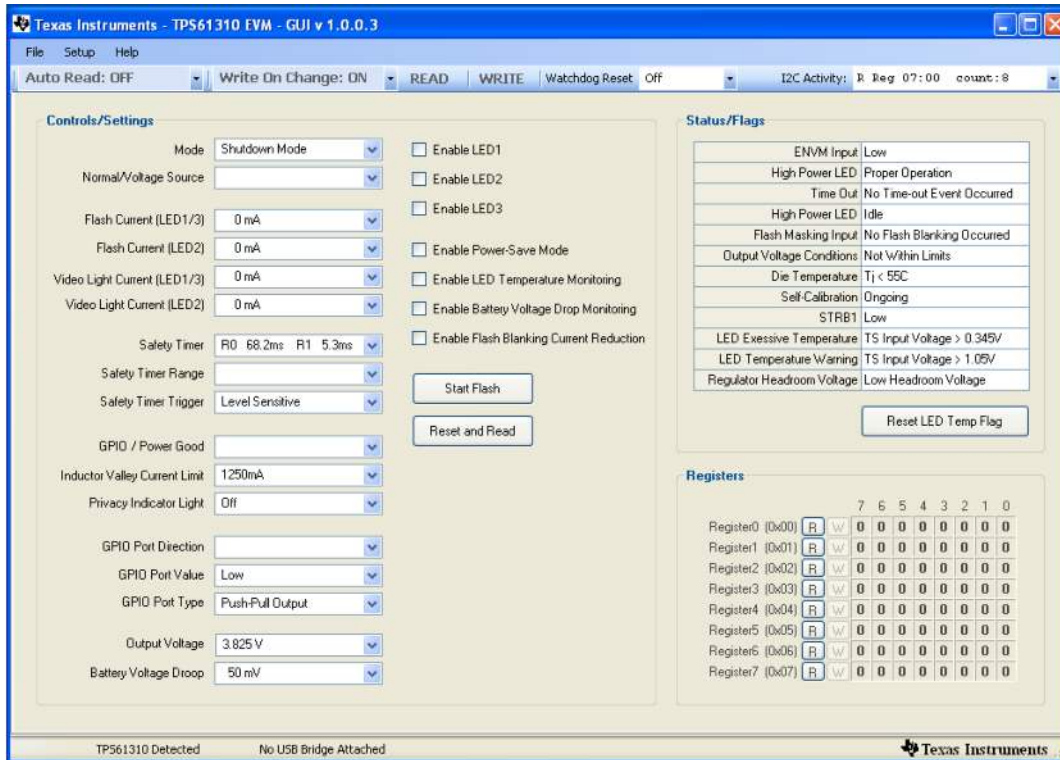 Texas Instruments - TPS61310 EVM - GUI v 1.0.0.3
File Setup Help
Auto Read: OFF Write On Change: ON READ WRITE Watchdog Reset Off I2C Activity: R Reg 07:00 count:8
Controls/Settings
Mode Shutdown Mode
Normal/Voltage Source
Flash Current (LED1/3) 0 mA
Flash Current (LED2) 0 mA
Video Light Current (LED1/3) 0 mA
Video Light Current (LED2) 0 mA
Safety Timer R0 68.2ms R1 5.3ms
Safety Timer Range
Safety Timer Trigger Level Sensitive
GPIO / Power Good
Inductor Valley Current Limit 1250mA
Privacy Indicator Light Off
GPIO Port Direction
GPIO Port Value Low
GPIO Port Type Push-Pull Output
Output Voltage 3.825 V
Battery Voltage Droop 50 mV
Enable LED1
Enable LED2
Enable LED3
Enable Power-Save Mode
Enable LED Temperature Monitoring
Enable Battery Voltage Drop Monitoring
Enable Flash Blanking Current Reduction
Start Flash
Reset and Read
Status/Flags
ENVM Input Low
High Power LED Proper Operation
Time Out No Time-out Event Occurred
High Power LED Idle
Flash Masking Input No Flash Blanking Occurred
Output Voltage Conditions Not Within Limits
Die Temperature Tj < 55C
Self-Calibration Ongoing
STRB1 Low
LED Exessive Temperature TS Input Voltage > 0.345V
LED Temperature Warning TS Input Voltage > 1.05V
Regulator Headroom Voltage Low Headroom Voltage
Reset LED Temp Flag
Registers
7 6 5 4 3 2 1 0
Register0 (0x00) R W 0 0 0 0 0 0 0 0
Register1 (0x01) R W 0 0 0 0 0 0 0 0
Register2 (0x02) R W 0 0 0 0 0 0 0 0
Register3 (0x03) R W 0 0 0 0 0 0 0 0
Register4 (0x04) R W 0 0 0 0 0 0 0 0
Register5 (0x05) R W 0 0 0 0 0 0 0 0
Register6 (0x06) R W 0 0 0 0 0 0 0 0
Register7 (0x07) R W 0 0 0 0 0 0 0 0
TPS61310 Detected No USB Bridge Attached Texas Instruments